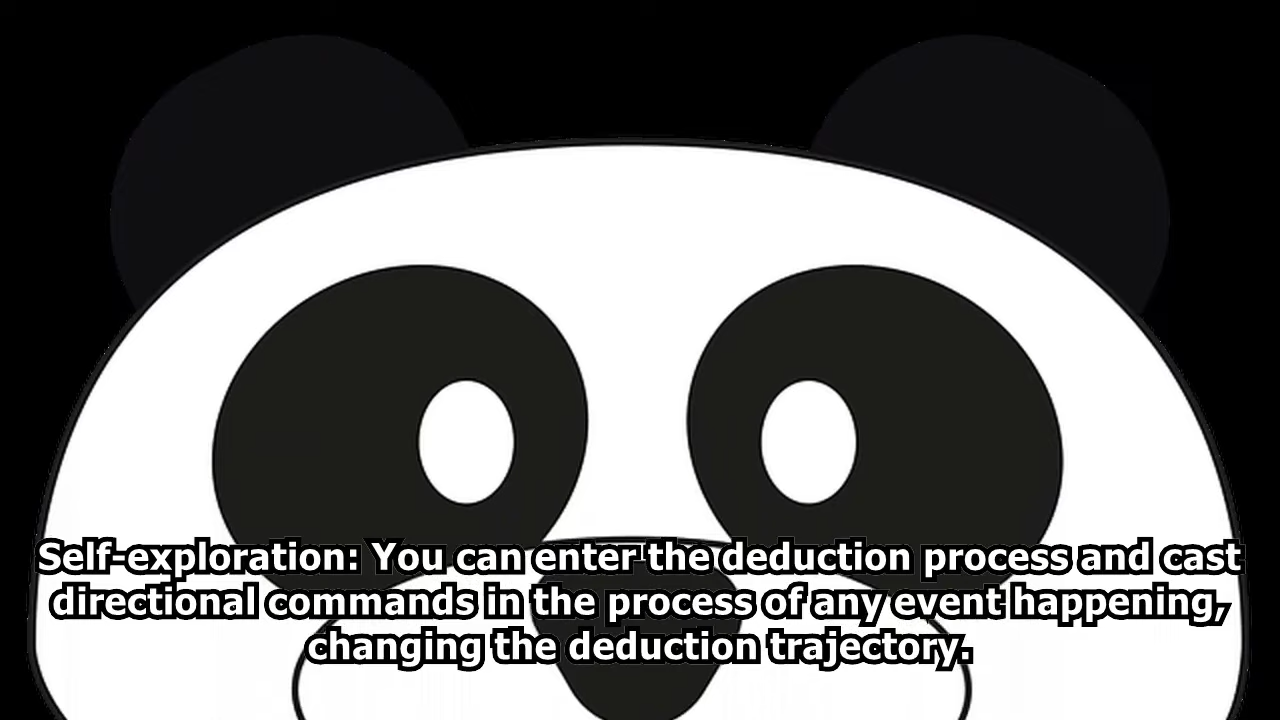 Self-exploration: You can enter the deduction process and cast
directional commands in the process of any event happening,
changing the deduction trajectory.